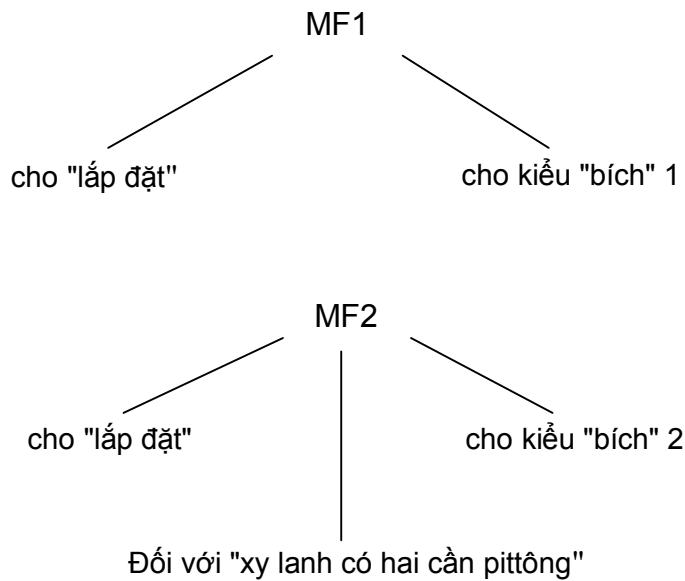 MF1
cho "lắp đặt"
cho kiểu "bích" 1
MF2
cho "lắp đặt"
cho kiểu "bích" 2
Đối với "xy lanh có hai cần pittông"